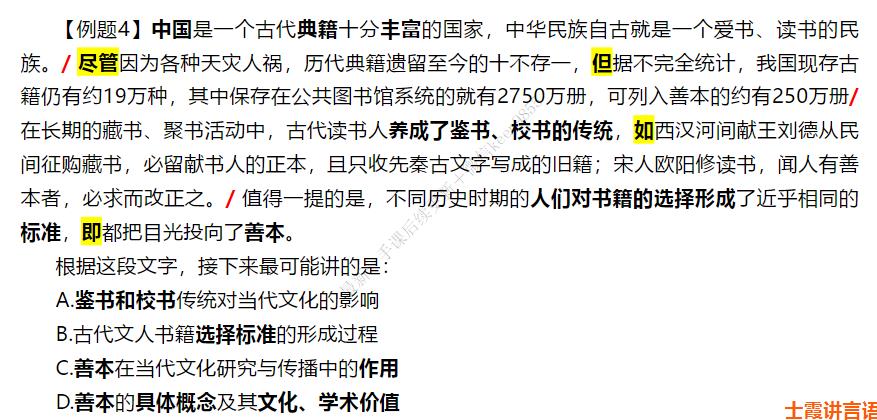 【例题4】中国是一个古代典籍十分丰富的国家，中华民族自古就是一个爱书、读书的民
族。/ 尽管因为各种天灾人祸，历代典籍遗留至今的十不存一，但据不完全统计，我国现存古
籍仍有约19万种，其中保存在公共图书馆系统的就有2750万册，可列入善本的约有250万册/
在长期的藏书、聚书活动中，古代读书人养成了鉴书、校书的传统，如西汉河间献王刘德从民
间征购藏书，必留献书人的正本，且只收先秦古文字写成的旧籍；宋人欧阳修读书，闻人有善
本者，必求而改正之。/ 值得一提的是，不同历史时期的人们对书籍的选择形成了近乎相同的
标准，即都把目光投向了善本。
根据这段文字，接下来最可能讲的是：
A.鉴书和校书传统对当代文化的影响
B.古代文人书籍选择标准的形成过程
C.善本在当代文化研究与传播中的作用
D.善本的具体概念及其文化、学术价值
士霞讲言语